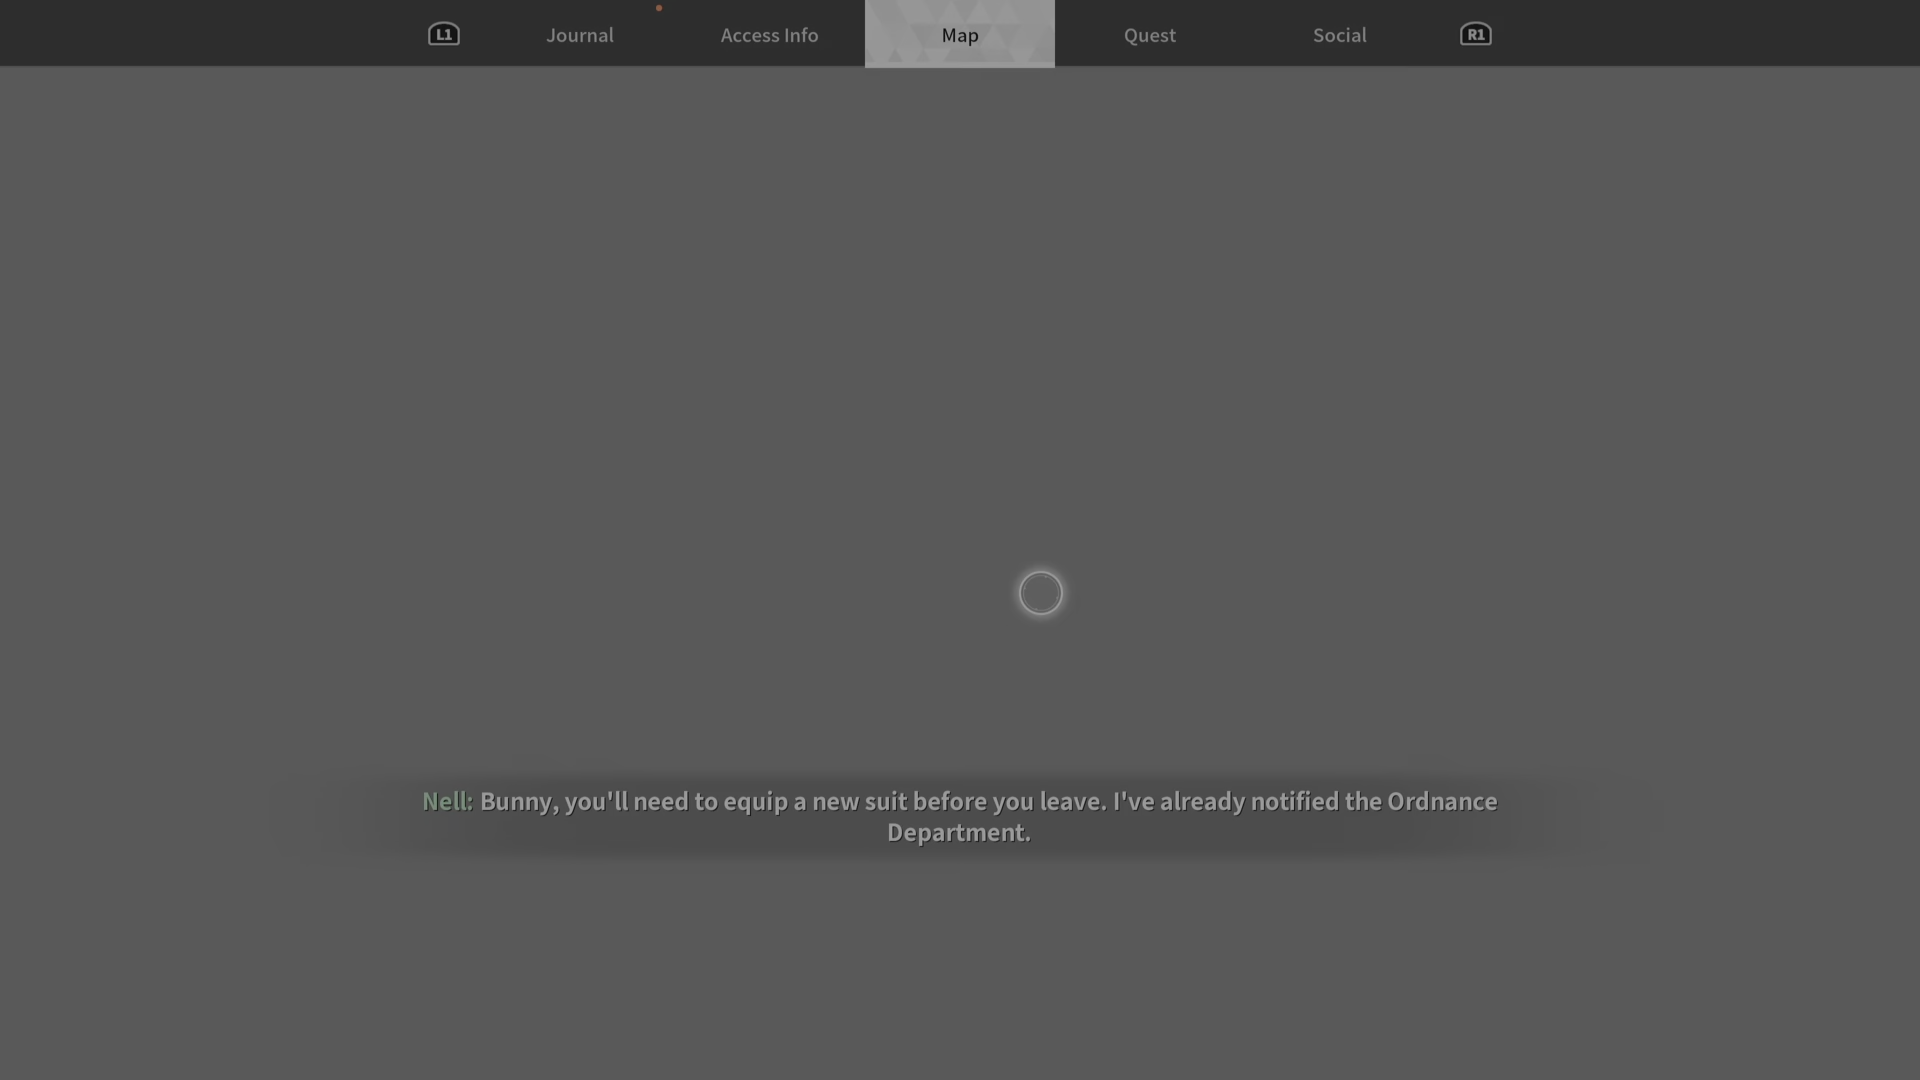 L1 Journal Access Info Map Quest Social R1
Nell: Bunny, you'll need to equip a new suit before you leave. I've already notified the Ordnance
Department.